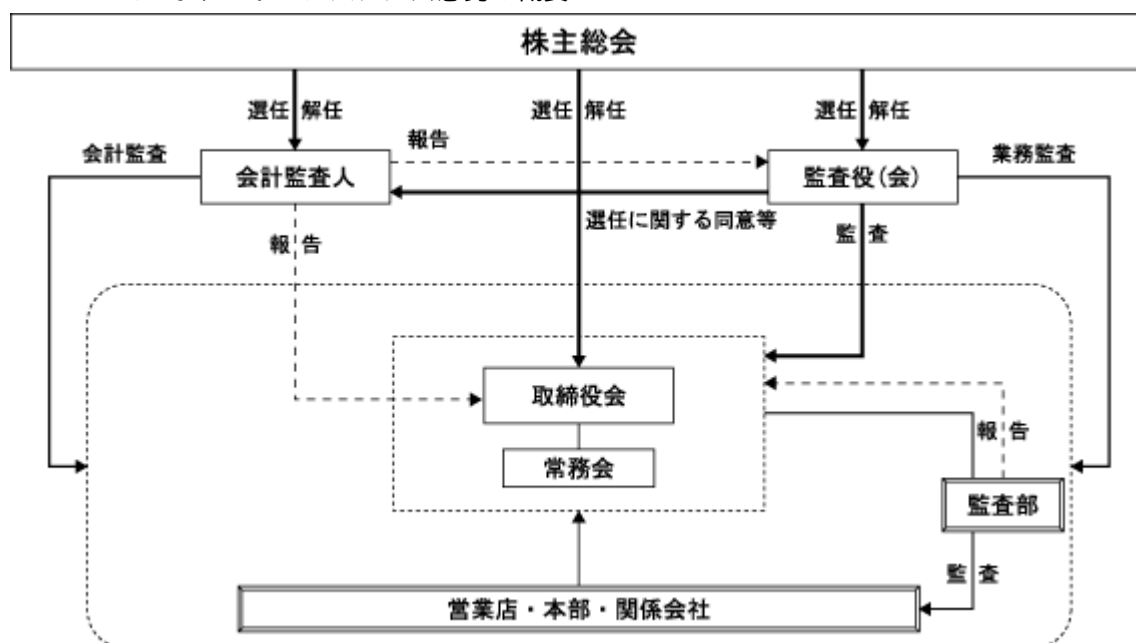 株主総会
選任 解任
選任 解任
選任 解任
会計監査
報告
業務監査
会計監査人
監査役(会)
選任に関する同意等
報 告
監 査
取締役会
常務会
報 告
監査部
監 査
営業店・本部・関係会社